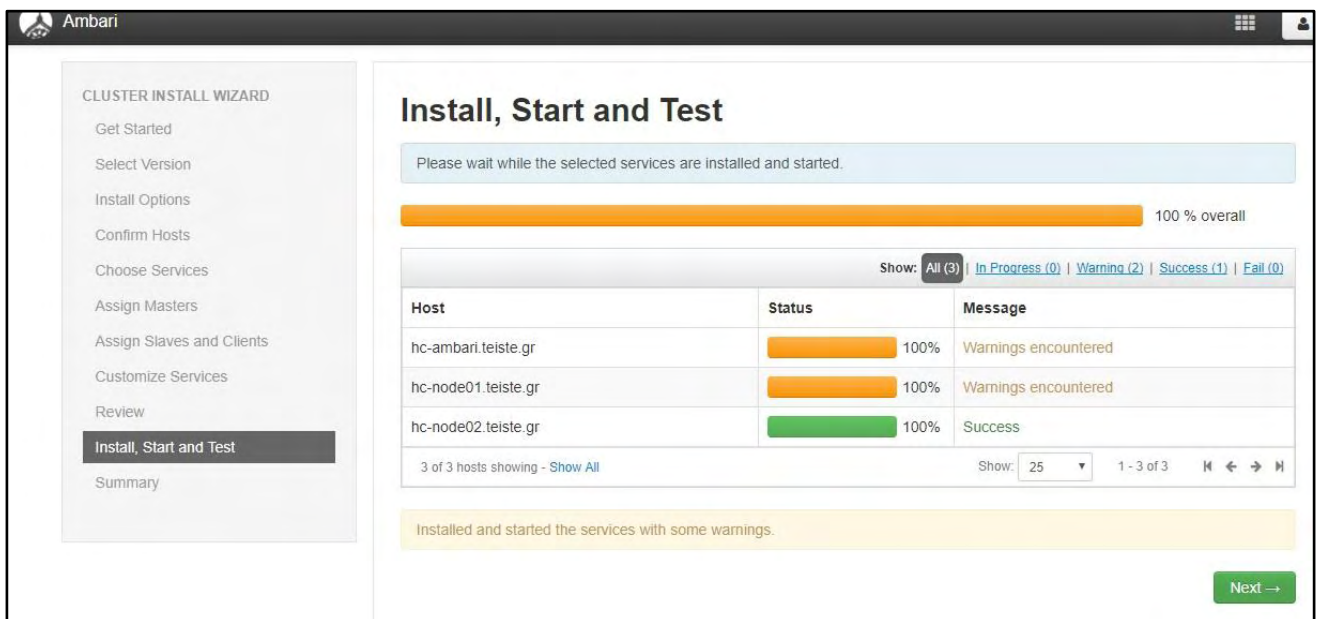 Ambari
CLUSTER INSTALL WIZARD
Get Started
Select Version
Install Options
Confirm Hosts
Choose Services
Assign Masters
Assign Slaves and Clients
Customize Services
Review
Install, Start and Test
Summary
Install, Start and Test
Please wait while the selected services are installed and started.
100 % overall
Show: All (3) | In Progress (0) | Warning (2) | Success (1) | Fail (0)
Host Status Message
hc-ambari.teiste.gr 100% Warnings encountered
hc-node01.teiste.gr 100% Warnings encountered
hc-node02.teiste.gr 100% Success
3 of 3 hosts showing - Show All Show: 25 1 - 3 of 3
Installed and started the services with some warnings.
Next →